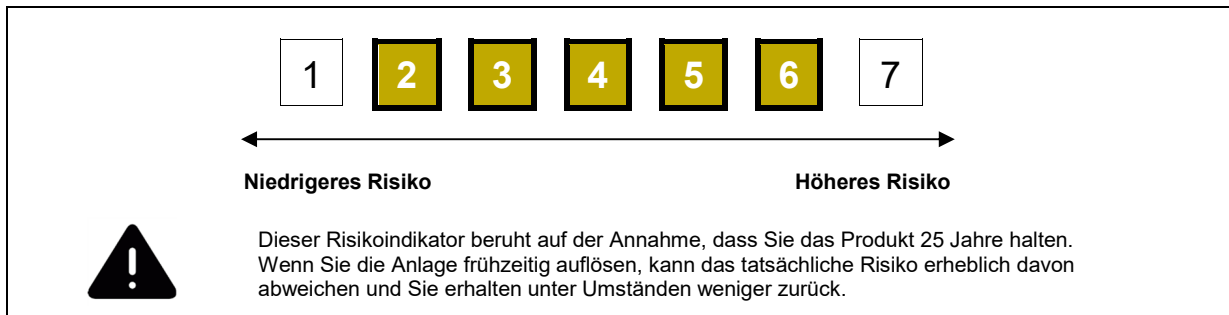 1 2 3 4 5 6 7
Niedrigeres Risiko Höheres Risiko
Dieser Risikoindikator beruht auf der Annahme, dass Sie das Produkt 25 Jahre halten.
Wenn Sie die Anlage frühzeitig auflösen, kann das tatsächliche Risiko erheblich davon
abweichen und Sie erhalten unter Umständen weniger zurück.